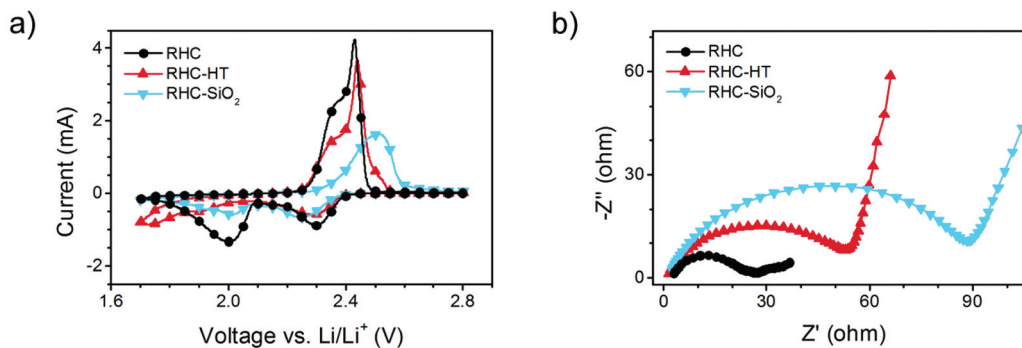 a)
RHC
RHC-HT
RHC-SiO₂
Current (mA)
4
2
0
-2
1.6 2.0 2.4 2.8
Voltage vs. Li/Li⁺ (V)
b)
RHC
RHC-HT
RHC-SiO₂
-Z'' (ohm)
60
30
0
0 30 60 90
Z' (ohm)